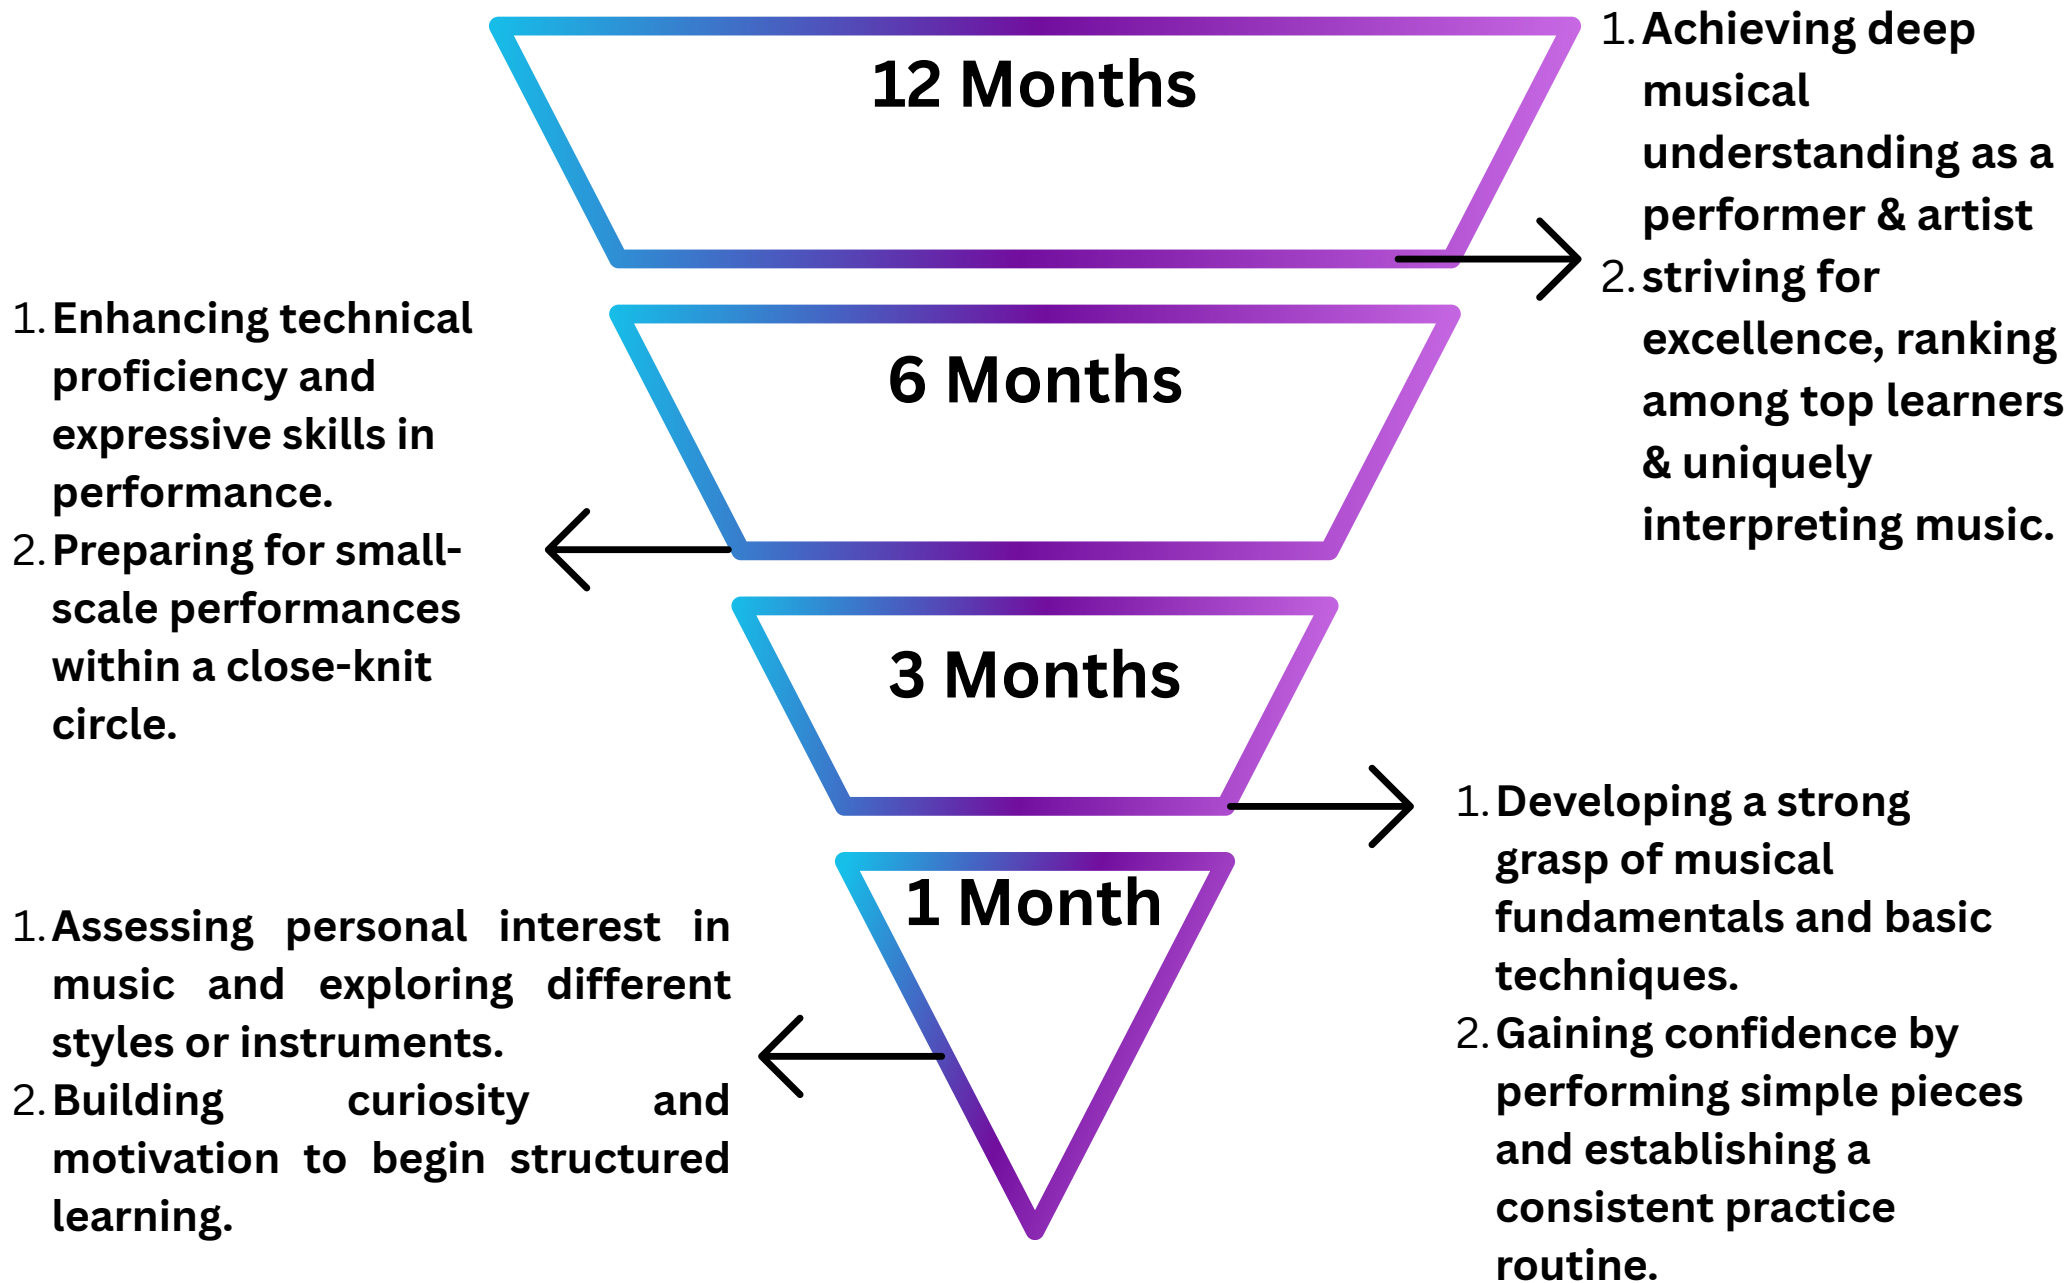 12 Months
1. Achieving deep
musical
understanding as a
performer & artist
2. striving for
excellence, ranking
among top learners
& uniquely
interpreting music.
6 Months
1. Enhancing technical
proficiency and
expressive skills in
performance.
2. Preparing for small-
scale performances
within a close-knit
circle.
3 Months
1. Developing a strong
grasp of musical
fundamentals and basic
techniques.
2. Gaining confidence by
performing simple pieces
and establishing a
consistent practice
routine.
1 Month
1. Assessing personal interest in
music and exploring different
styles or instruments.
2. Building curiosity and
motivation to begin structured
learning.